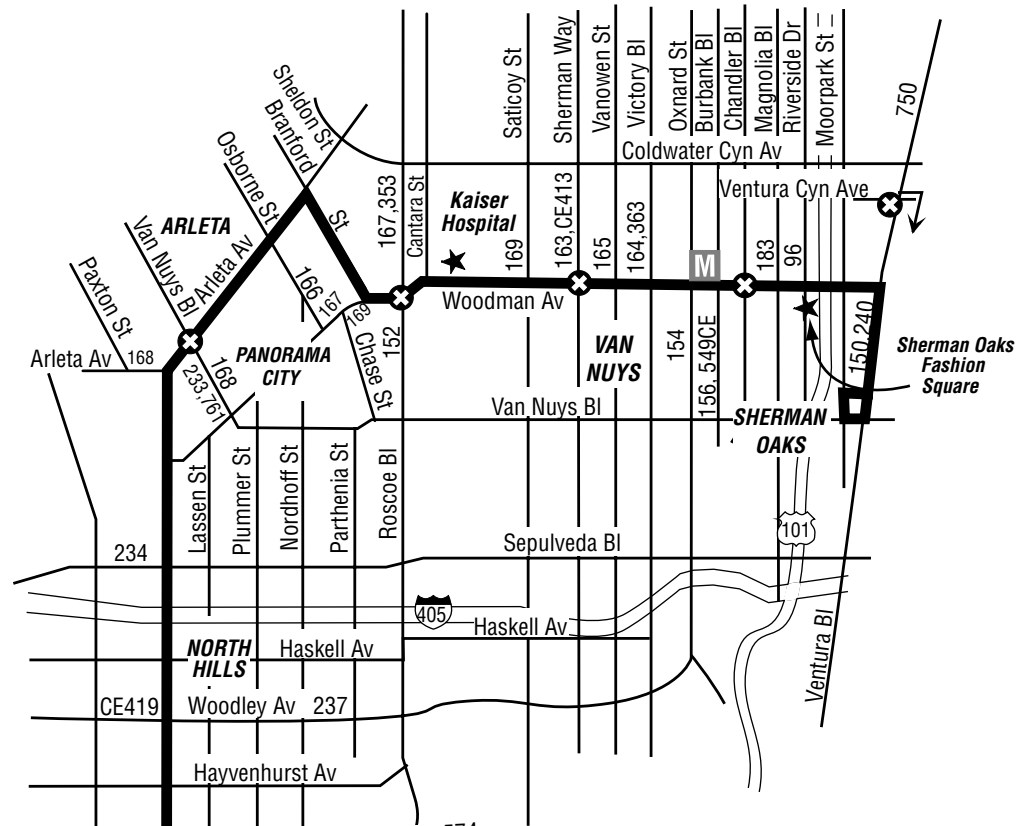 Saticoy St
Sherman Way
Vanowen St
Victory Bl
Oxnard St
Burbank Bl
Chandler Bl
Magnolia Bl
Riverside Dr
Moorpark St
750
Sheldon St
Branford
St
Osborne St
Coldwater Cyn Av
Ventura Cyn Ave
Van Nuys Bl
ARLETA
Arleta Av
167,353
Cantara St
Kaiser
Hospital
169
163,CE413
165
164,363
183
96
M
Paxton St
166
167
169
Woodman Av
Arleta Av
168
168
233,761
PANORAMA
CITY
Chase St
152
VAN
NUYS
154
156, 549CE
150,240
Sherman Oaks
Fashion
Square
Van Nuys Bl
SHERMAN
OAKS
Lassen St
Plummer St
Nordhoff St
Parthenia St
Roscoe Bl
101
234
Sepulveda Bl
405
Haskell Av
NORTH
HILLS
Haskell Av
Ventura Bl
CE419
Woodley Av
237
Hayvenhurst Av